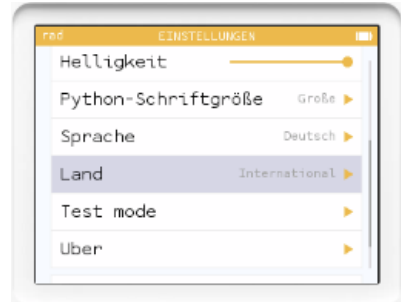 rad EINSTELLUNGEN
Helligkeit
Python-Schriftgröße Große
Sprache Deutsch
Land International
Test mode
Uber